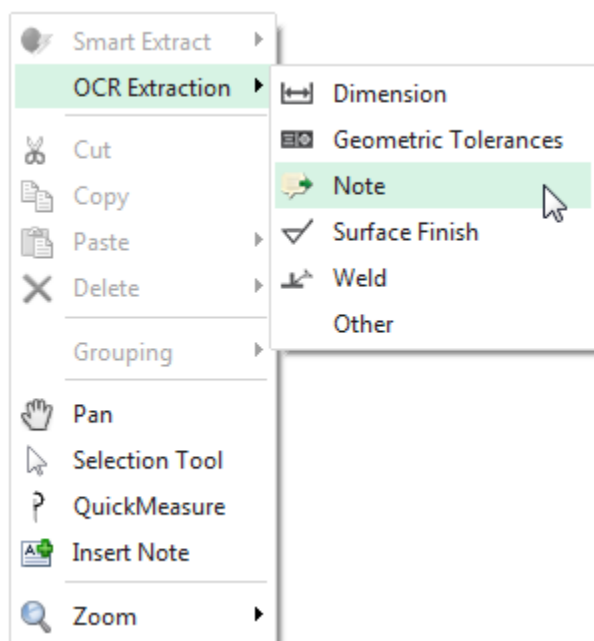 Smart Extract
OCR Extraction
Cut
Copy
Paste
Delete
Grouping
Pan
Selection Tool
QuickMeasure
Insert Note
Zoom
Dimension
Geometric Tolerances
Note
Surface Finish
Weld
Other